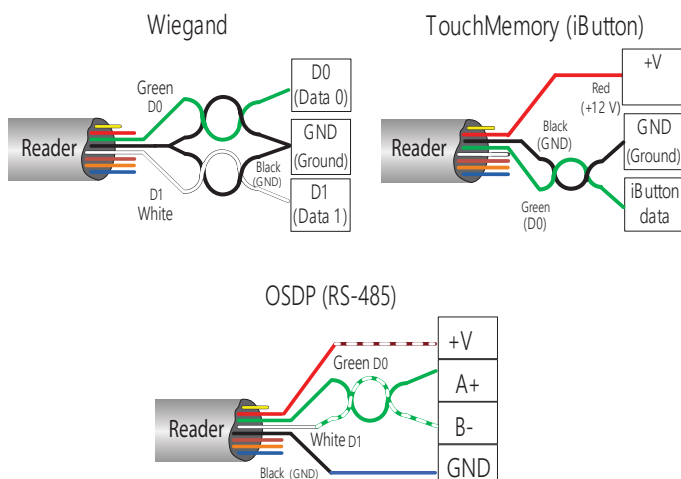 Wiegand
Green
D0
D0
(Data 0)
GND
(Ground)
D1
(Data 1)
Reader
Black
(GND)
D1
White
TouchMemory (iButton)
+V
Red
(+12 V)
Black
(GND)
GND
(Ground)
Reader
iButton
data
Green
(D0)
OSDP (RS-485)
+V
Green D0
A+
B-
Reader
White D1
GND
Black (GND)